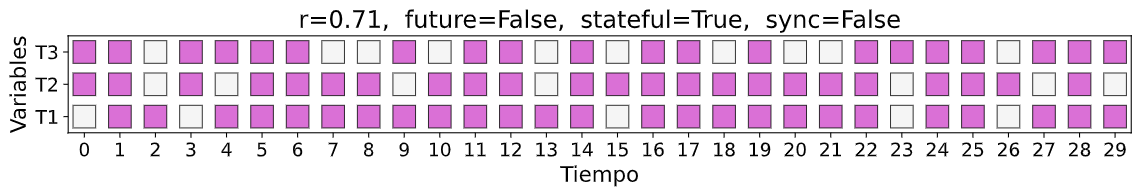 r=0.71, future=False, stateful=True, sync=False
Variables
T3
T2
T1
0 1 2 3 4 5 6 7 8 9 10 11 12 13 14 15 16 17 18 19 20 21 22 23 24 25 26 27 28 29
Tiempo